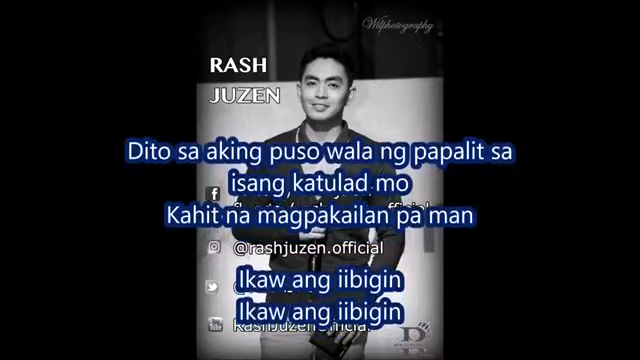 Wilphotography
RASH
JUZEN
Dito sa aking puso wala ng papalit sa
isang katulad mo
Kahit na magpakailan pa man
@rashjuzen.official
Ikaw ang iibigin
Ikaw ang iibigin